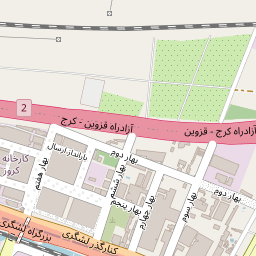 2
آزادراه کرج - قزوین
آزادراه قزوین - کرج
بارانداز ارسال
بهار دوم
کارخانه
کروز
بهار هفتم
بهار ششم
بهار پنجم
بهار چهارم
بهار سوم
بهار دوم
کنارگذر لشگری
بزرگراه لشگری